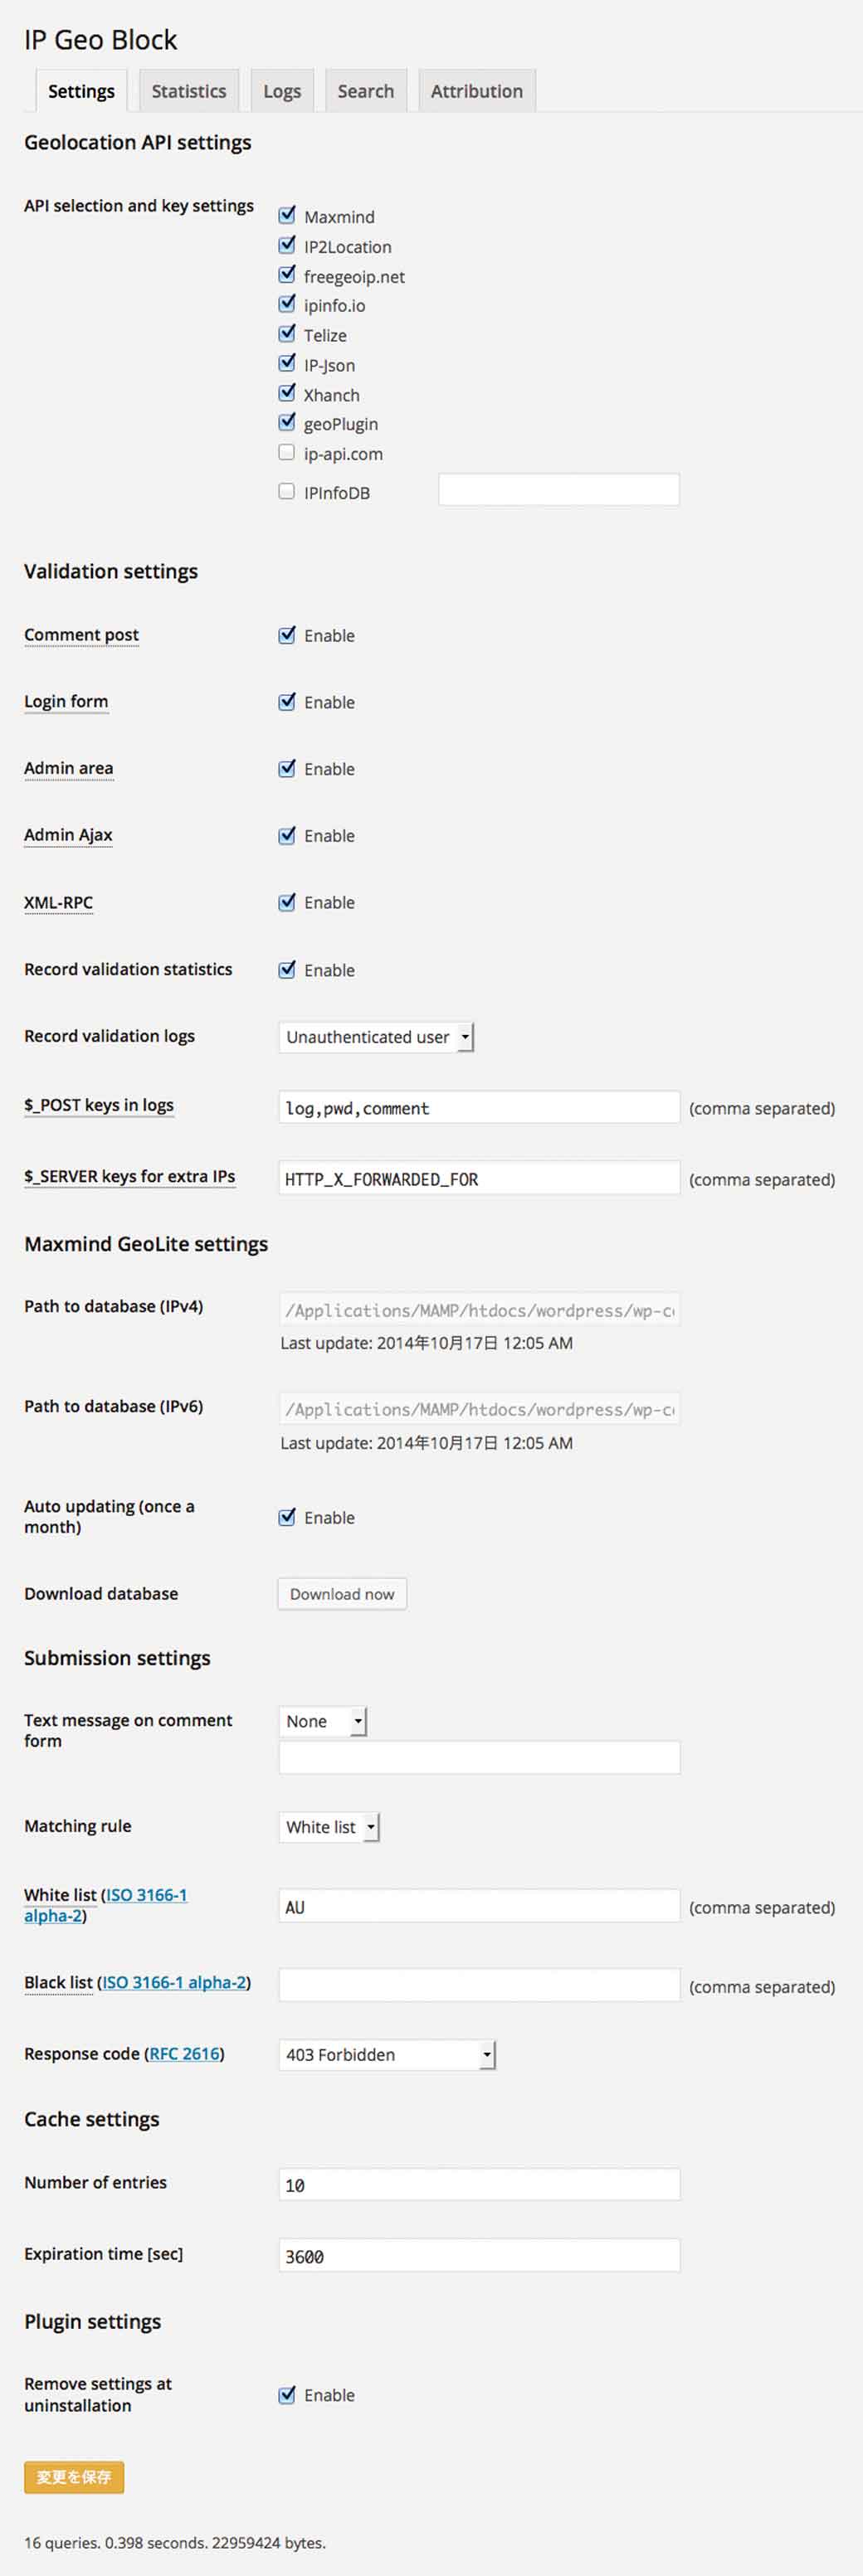 IP Geo Block
Settings
Statistics
Logs
Search
Attribution
Geolocation API settings
API selection and key settings
Maxmind
IP2Location
freegeoip.net
ipinfo.io
Telize
IP-Json
Xhanch
geoPlugin
ip-api.com
IPInfoDB
Validation settings
Comment post Enable
Login form Enable
Admin area Enable
Admin Ajax Enable
XML-RPC Enable
Record validation statistics Enable
Record validation logs Unauthenticated user
$_POST keys in logs log,pwd,comment (comma separated)
$_SERVER keys for extra IPs HTTP_X_FORWARDED_FOR (comma separated)
Maxmind GeoLite settings
Path to database (IPv4) /Applications/MAMP/htdocs/wordpress/wp-c
Last update: 2014年10月17日 12:05 AM
Path to database (IPv6) /Applications/MAMP/htdocs/wordpress/wp-c
Last update: 2014年10月17日 12:05 AM
Auto updating (once a
month)
Enable
Download database Download now
Submission settings
Text message on comment
form
None
Matching rule White list
White list (ISO 3166-1
alpha-2)
AU (comma separated)
Black list (ISO 3166-1 alpha-2) (comma separated)
Response code (RFC 2616) 403 Forbidden
Cache settings
Number of entries 10
Expiration time [sec] 3600
Plugin settings
Remove settings at
uninstallation
Enable
変更を保存
16 queries. 0.398 seconds. 22959424 bytes.